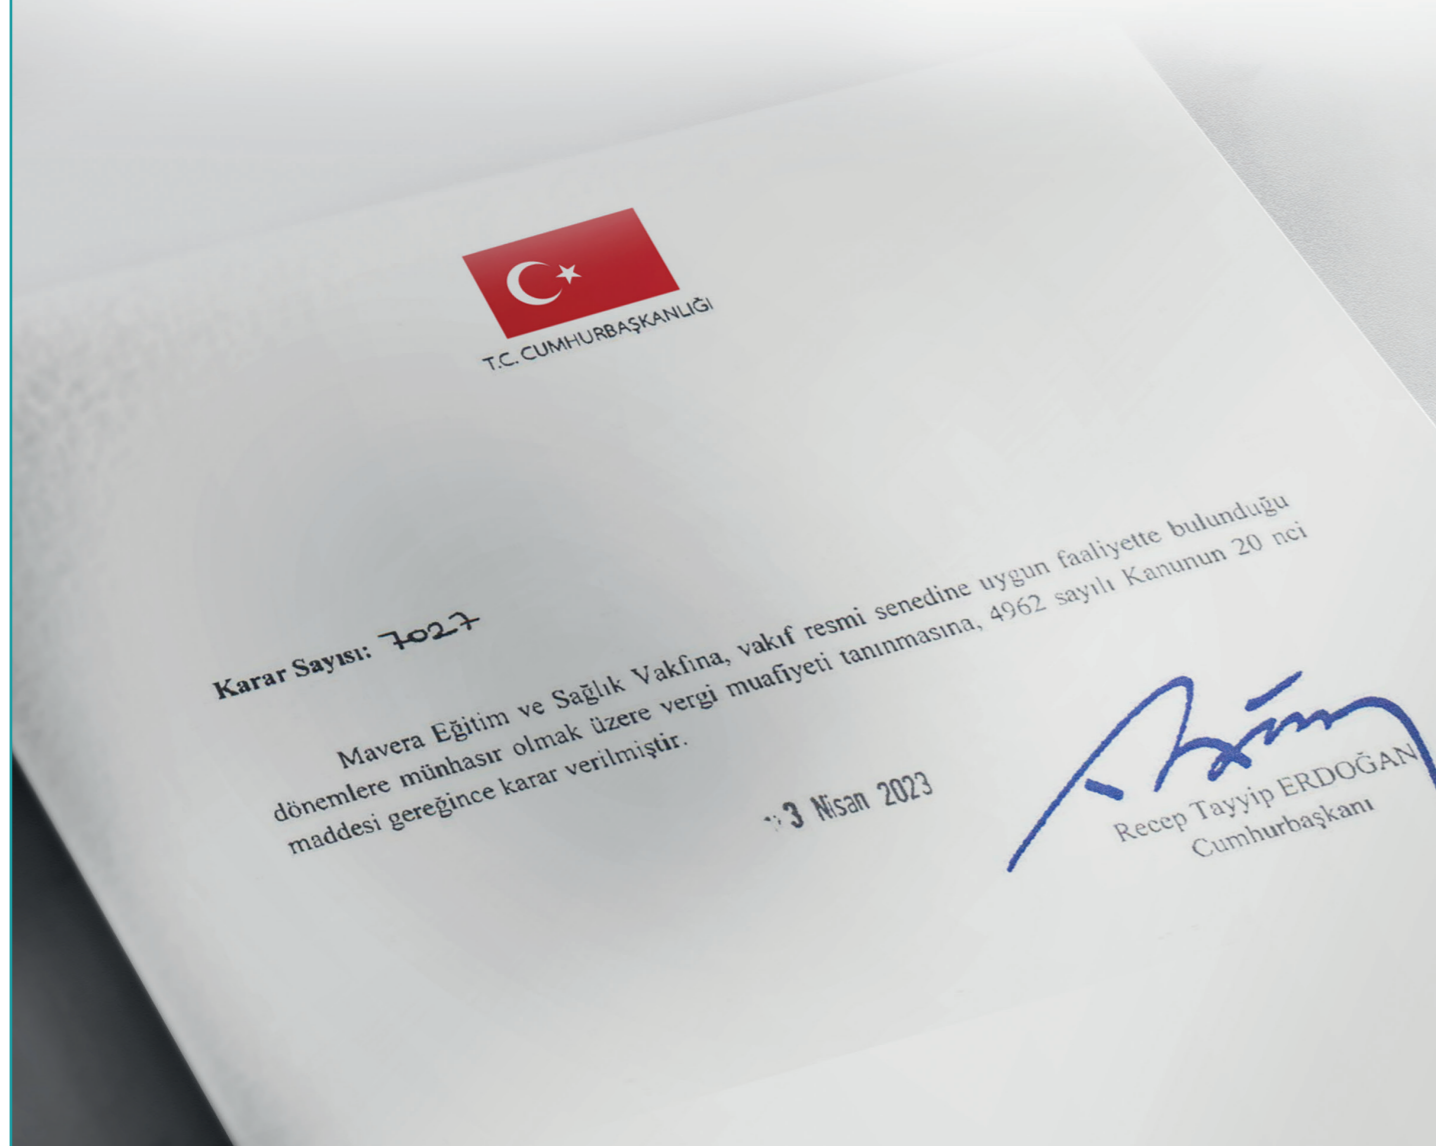 T.C. CUMHURBAŞKANLIĞI
Karar Sayısı: 7027
Mavera Eğitim ve Sağlık Vakfına, vakıf resmi senedine uygun faaliyette bulunduğu
dönemlere münhasır olmak üzere vergi muafiyeti tanınmasına, 4962 sayılı Kanunun 20 nci
maddesi gereğince karar verilmiştir.
3 Nisan 2023
Recep Tayyip ERDOĞAN
Cumhurbaşkanı